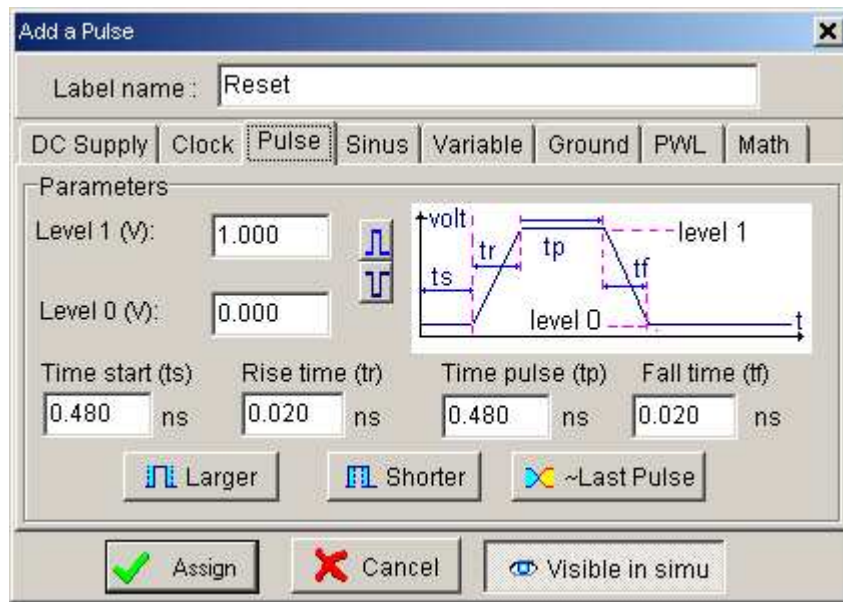 Add a Pulse
Label name : Reset
DC Supply Clock Pulse Sinus Variable Ground PWL Math
Parameters
Level 1 (V): 1.000
Level 0 (V): 0.000
volt
tr
tp
level 1
ts
tf
level 0
t
Time start (ts) Rise time (tr) Time pulse (tp) Fall time (tf)
0.480 ns 0.020 ns 0.480 ns 0.020 ns
Larger Shorter ~Last Pulse
Assign Cancel Visible in simu